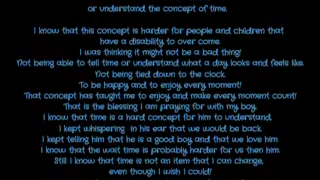 or understand the concept of time.
I know that this concept is harder for people and children that
have a disability to over come.
I was thinking it might not be a bad thing!
Not being able to tell time or understand what a day looks and feels like.
Not being tied down to the clock.
To be happy and to enjoy every moment!
That concept has taught me to enjoy and make every moment count!
That is the blessing I am praying for with my boy.
I know that time is a hard concept for him to understand.
I kept whispering in his ear that we would be back.
I kept telling him that he is a good boy and that we love him.
I know that the wait time is probably harder for us then him.
Still I know that time is not an item that I can change,
even though I wish I could!